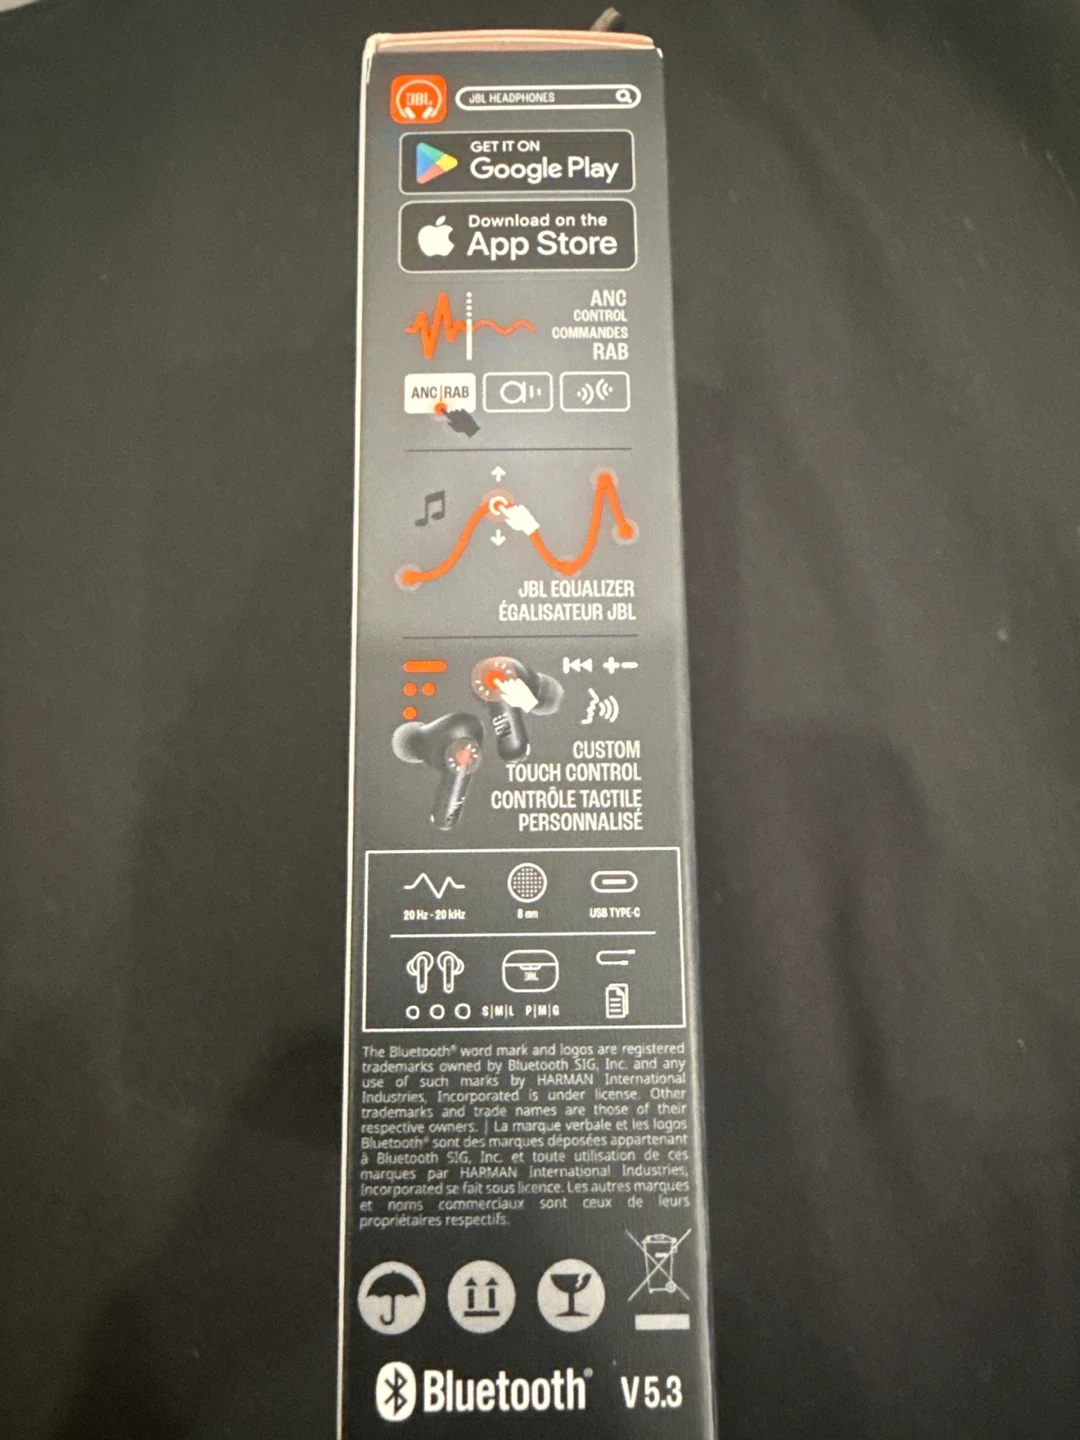 JBL
JBL HEADPHONES
GET IT ON
Google Play
Download on the
App Store
ANC
CONTROL
COMMANDES
RAB
ANC|RAB
JBL EQUALIZER
ÉGALISATEUR JBL
JBL
CUSTOM
TOUCH CONTROL
CONTRÔLE TACTILE
PERSONNALISÉ
20 Hz - 20 kHz
8 mm
USB TYPE-C
JBL
S|M|L P|M|G
The Bluetooth® word mark and logos are registered
trademarks owned by Bluetooth SIG, Inc. and any
use of such marks by HARMAN International
Industries, Incorporated is under license. Other
trademarks and trade names are those of their
respective owners. | La marque verbale et les logos
Bluetooth® sont des marques déposées appartenant
à Bluetooth SIG, Inc. et toute utilisation de ces
marques par HARMAN International Industries,
Incorporated se fait sous licence. Les autres marques
et noms commerciaux sont ceux de leurs
propriétaires respectifs.
Bluetooth® V 5.3